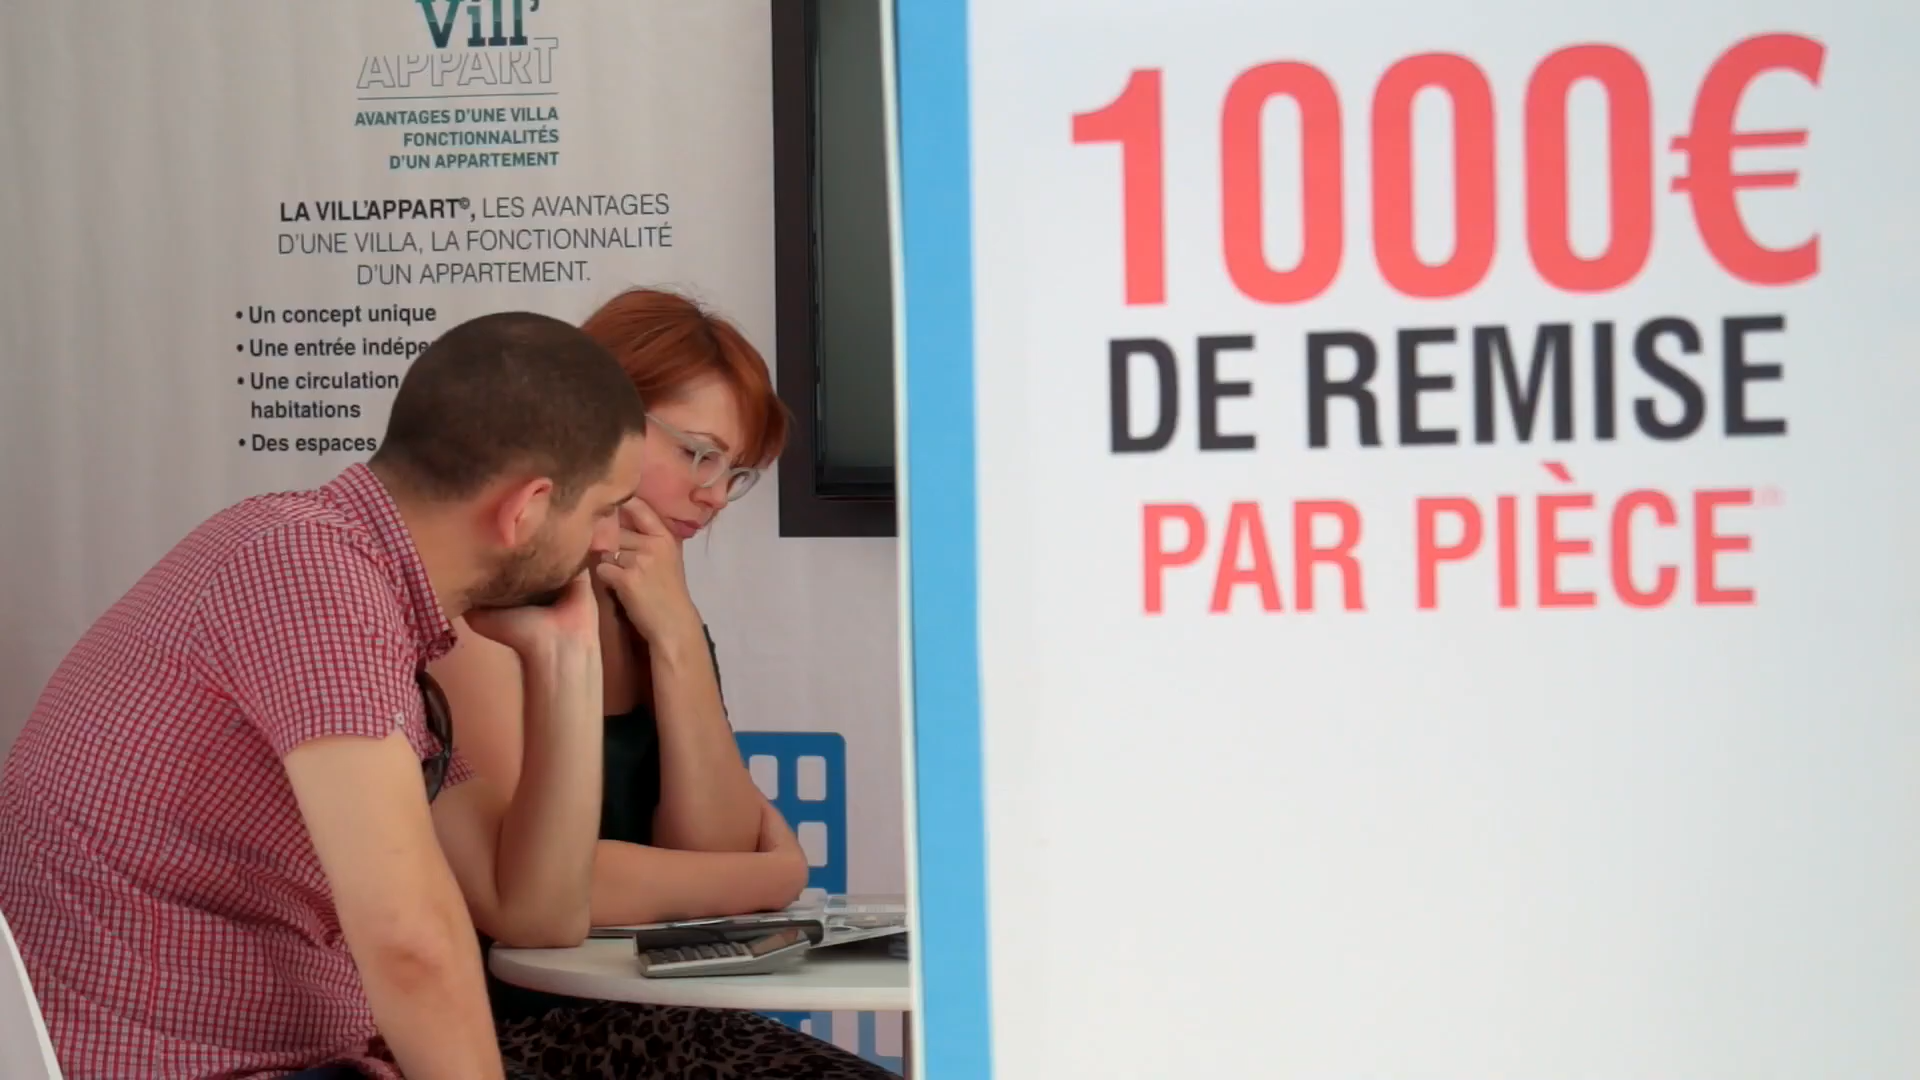 Vill'
APPART
AVANTAGES D'UNE VILLA
FONCTIONNALITÉS
D'UN APPARTEMENT
LA VILL'APPART©, LES AVANTAGES
D'UNE VILLA, LA FONCTIONNALITÉ
D'UN APPARTEMENT.
• Un concept unique
• Une entrée
• Une circulation
habitations
• Des espaces
1000€
DE REMISE
PAR PIÈCE